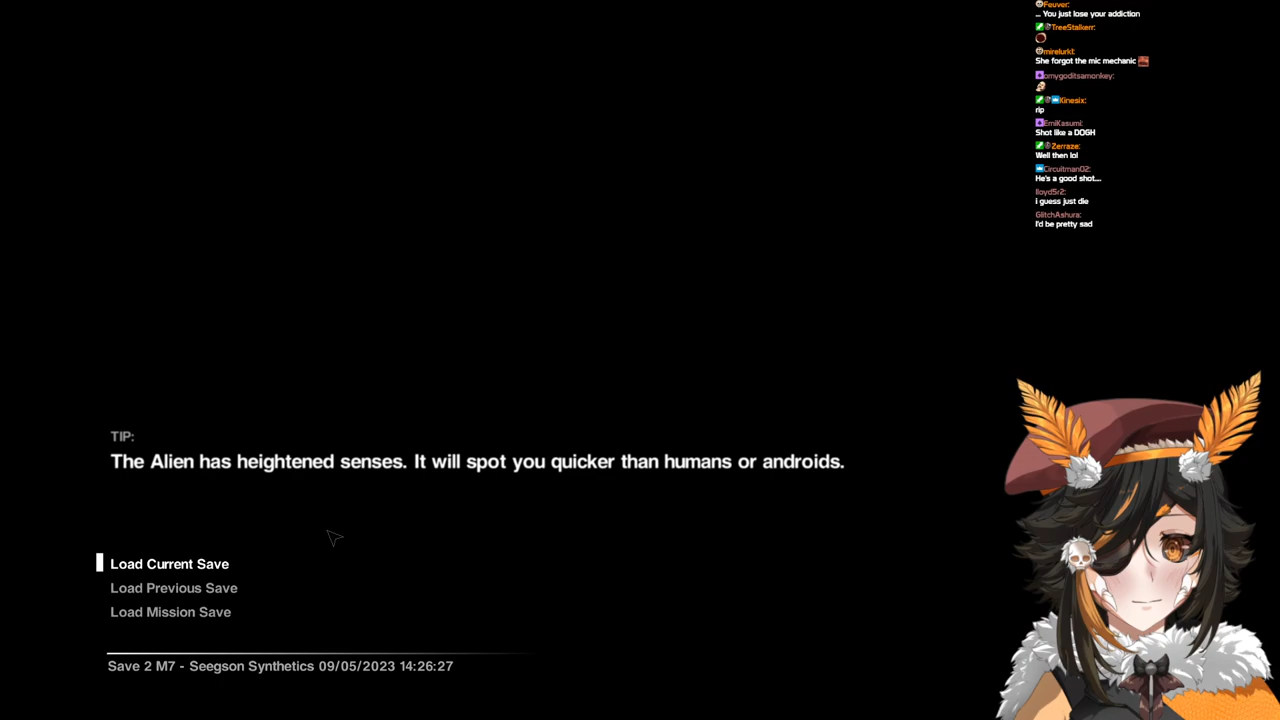 Feuver:
... You just lose your addiction
TreeStalkerr:
mirelurkt:
She forgot the mic mechanic
omygoditsamonkey:
Kinesix:
rip
EmiKasumi:
Shot like a DOGH
Zerraze:
Well then lol
Circuitman02:
He's a good shot....
lloyd5r2:
i guess just die
GlitchAshura:
I'd be pretty sad
TIP:
The Alien has heightened senses. It will spot you quicker than humans or androids.
Load Current Save
Load Previous Save
Load Mission Save
Save 2 M7 - Seegson Synthetics 09/05/2023 14:26:27